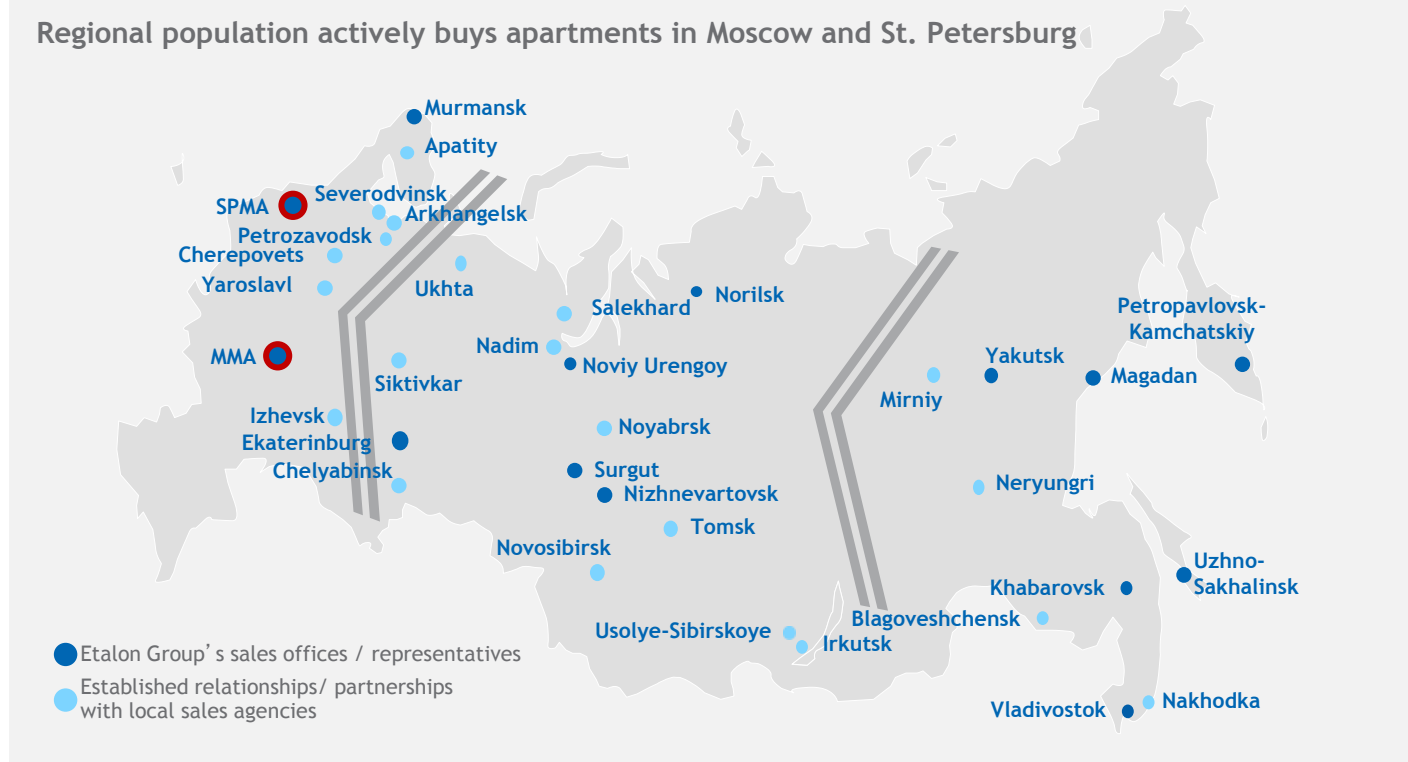 Regional population actively buys apartments in Moscow and St. Petersburg
Murmansk
Apatity
Severodvinsk
SPMA
Arkhangelsk
Petrozavodsk
Cherepovets
Yaroslavl
Ukhta
Norilsk
Salekhard
Petropavlovsk-
Kamchatskiy
Nadim
MMA
Yakutsk
Noviy Urengoy
Magadan
Siktivkar
Mirniy
Izhevsk
Noyabrsk
Ekaterinburg
Chelyabinsk
Surgut
Neryungri
Nizhnevartovsk
Tomsk
Novosibirsk
Uzhno-
Sakhalinsk
Khabarovsk
Blagoveshchensk
Usolye-Sibirskoye
Irkutsk
Nakhodka
Vladivostok
Etalon Group's sales offices / representatives
Established relationships/ partnerships
with local sales agencies